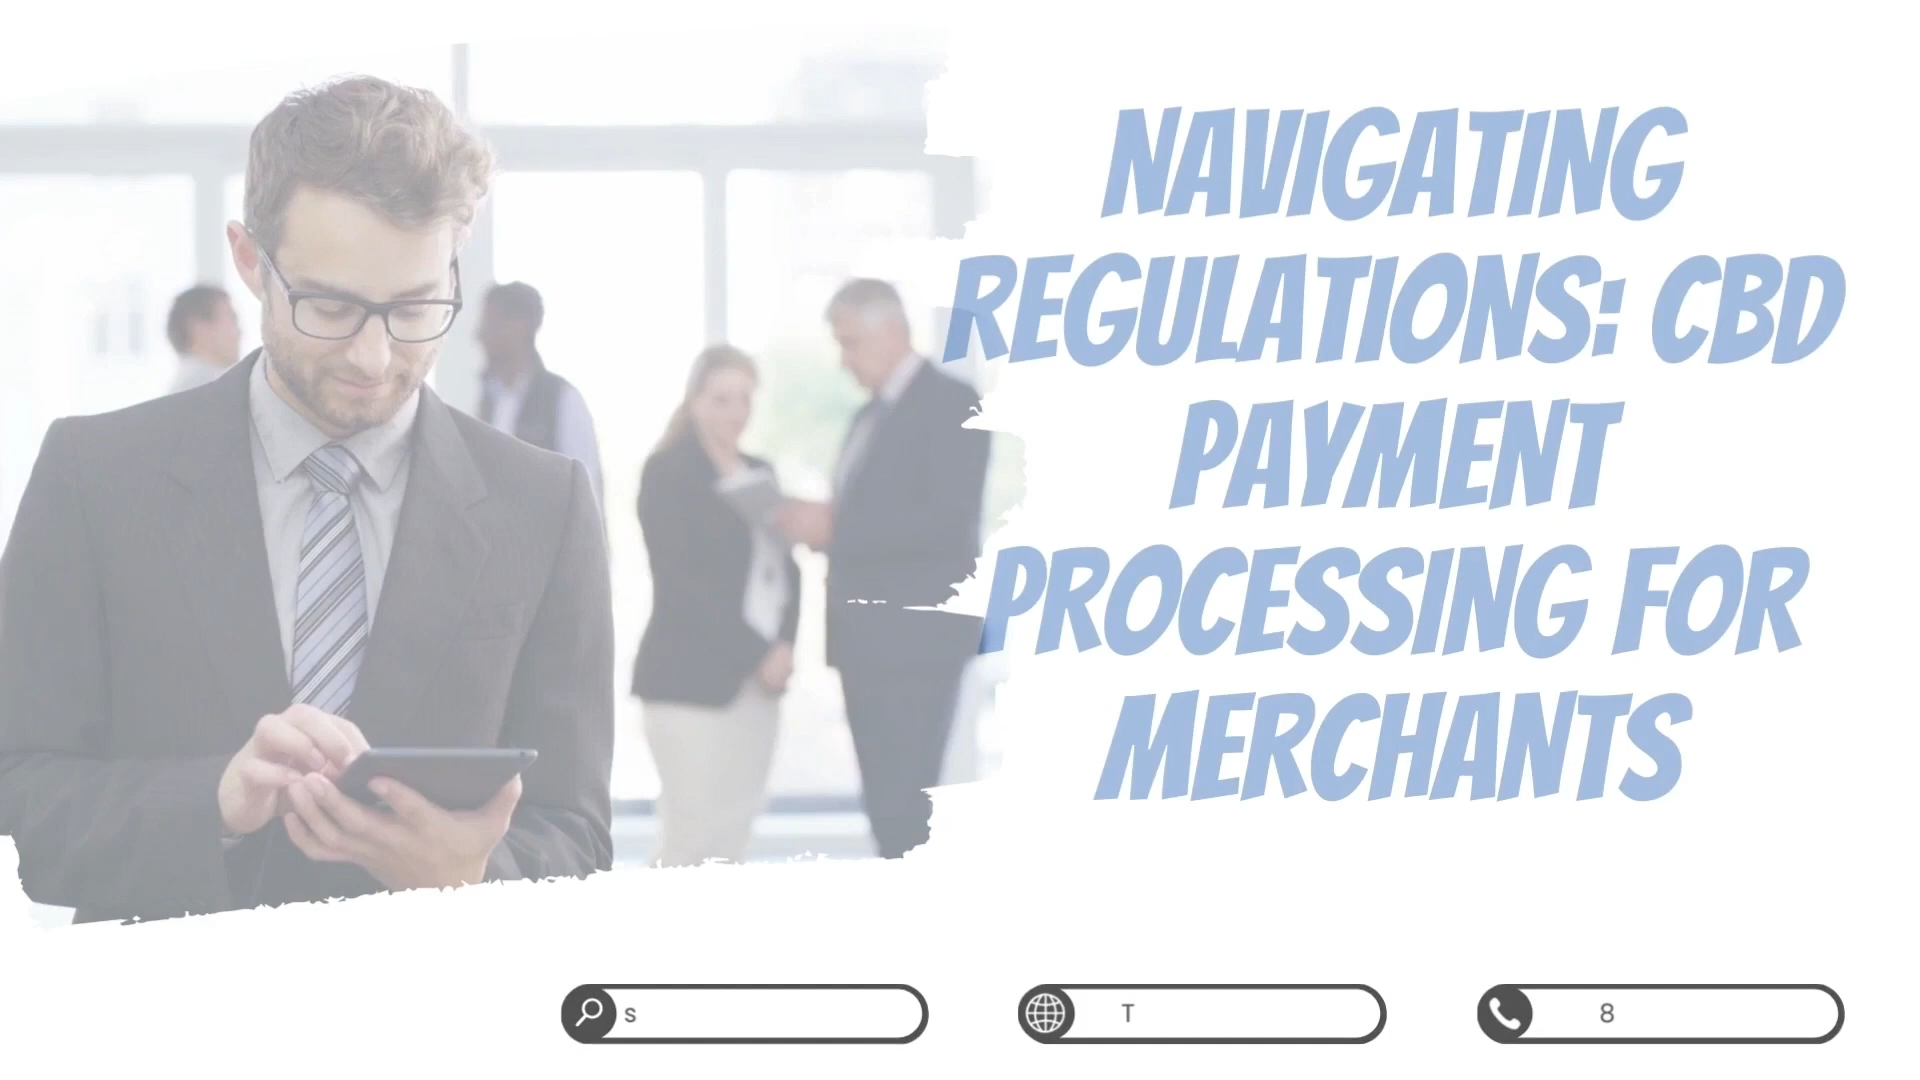 NAVIGATING
REGULATIONS: CBD
PAYMENT
PROCESSING FOR
MERCHANTS
s
T
8